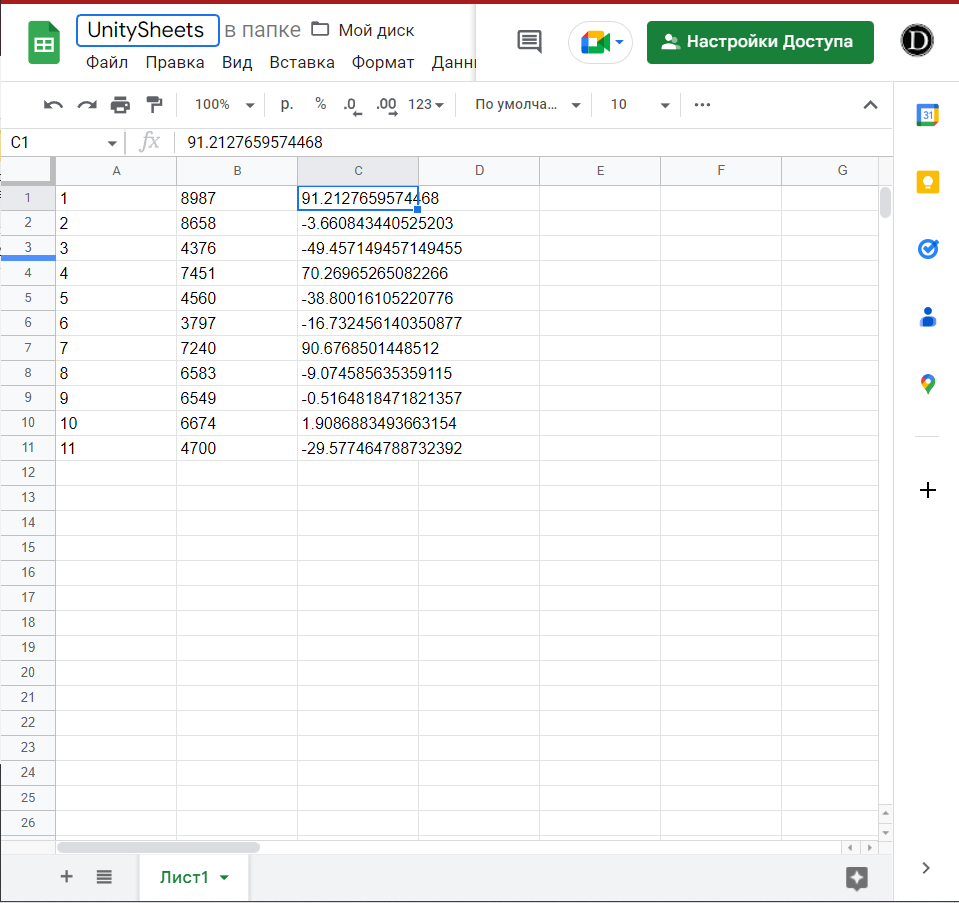 UnitySheets в папке Мой диск
Настройки Доступа
D
Файл Правка Вид Вставка Формат Данн
100% р. % .0 .00 123 По умолча... 10
31
C1 fx 91.2127659574468
A B C D E F G
1 1 8987 91.2127659574468
2 2 8658 -3.660843440525203
3 3 4376 -49.457149457149455
4 4 7451 70.26965265082266
5 5 4560 -38.80016105220776
6 6 3797 -16.732456140350877
7 7 7240 90.6768501448512
8 8 6583 -9.074585635359115
9 9 6549 -0.5164818471821357
10 10 6674 1.9086883493663154
11 11 4700 -29.577464788732392
12
13
14
15
16
17
18
19
20
21
22
23
24
25
26
Лист1